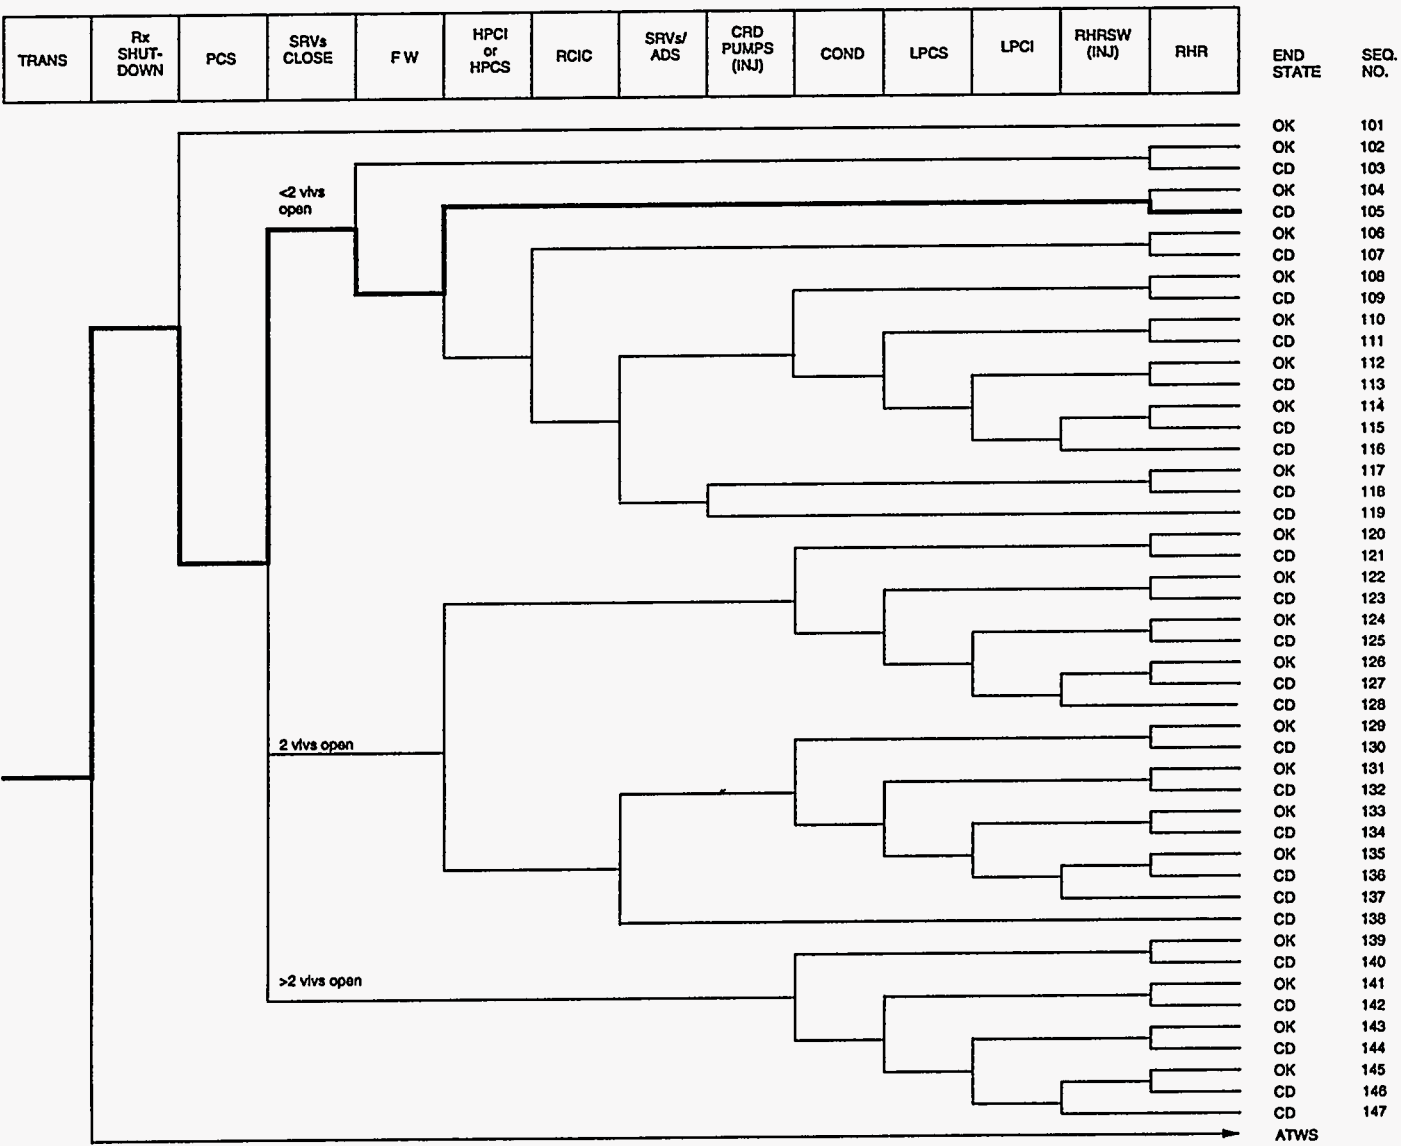 TRANS
Rx
SHUT-
DOWN
PCS
SRVs
CLOSE
F W
HPCI
or
HPCS
RCIC
SRVs/
ADS
CRD
PUMPS
(INJ)
COND
LPCS
LPCI
RHRSW
(INJ)
RHR
END
STATE
SEQ.
NO.
OK 101
OK 102
CD 103
<2 vlvs
open
OK 104
CD 105
OK 106
CD 107
OK 108
CD 109
OK 110
CD 111
OK 112
CD 113
OK 114
CD 115
CD 116
OK 117
CD 118
CD 119
OK 120
CD 121
OK 122
CD 123
OK 124
CD 125
OK 126
CD 127
CD 128
OK 129
2 vlvs open
CD 130
OK 131
CD 132
OK 133
CD 134
OK 135
CD 136
CD 137
CD 138
OK 139
CD 140
>2 vlvs open
OK 141
CD 142
OK 143
CD 144
OK 145
CD 146
CD 147
ATWS